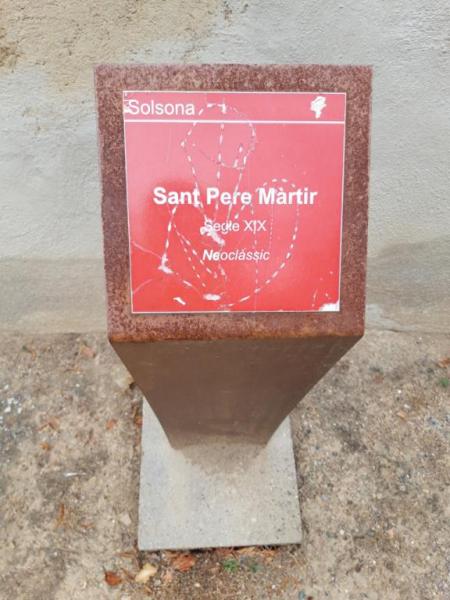 Solsona
Sant Pere Màrtir
Segle XIX
Neoclàssic